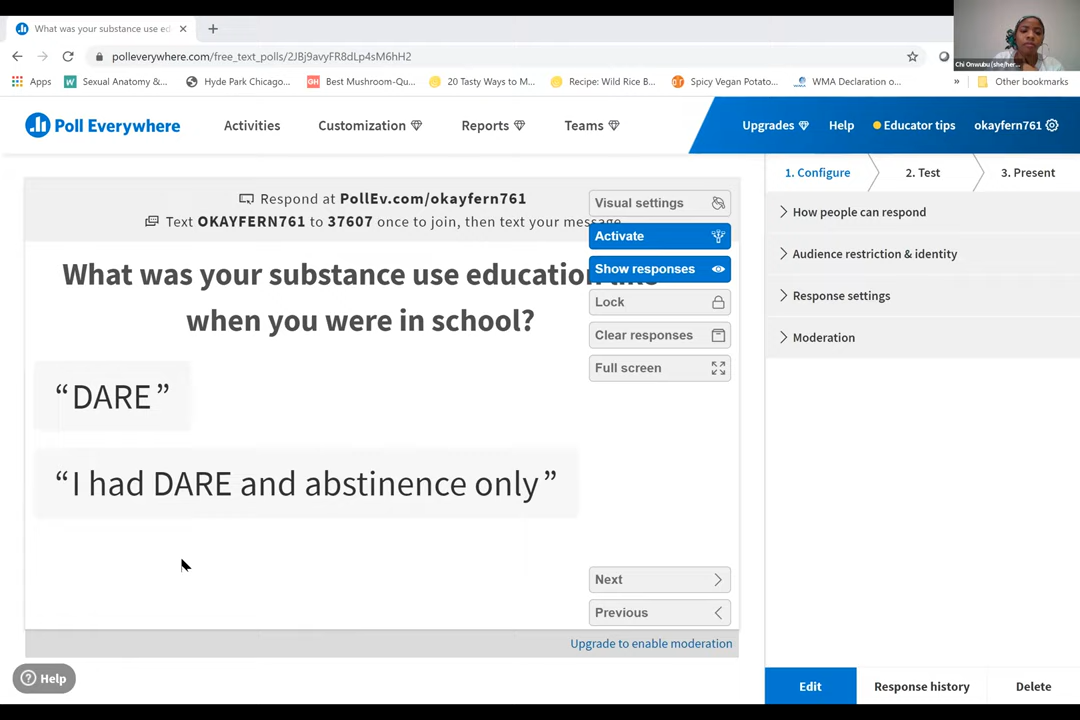 What was your substance use ed
polleverywhere.com/free_text_polls/2JBj9avyFR8dLp4sM6hH2
Apps
Sexual Anatomy &...
Hyde Park Chicago...
Best Mushroom-Qu...
20 Tasty Ways to M...
Recipe: Wild Rice B...
Spicy Vegan Potato...
WMA Declaration o...
»
Other bookmarks
Chi Onwubu (she/her...
Poll Everywhere
Activities
Customization
Reports
Teams
Upgrades
Help
Educator tips
okayfern761
1. Configure
2. Test
3. Present
Respond at PollEv.com/okayfern761
Text OKAYFERN761 to 37607 once to join, then text your message
What was your substance use education like
when you were in school?
“DARE”
“I had DARE and abstinence only”
Visual settings
Activate
Show responses
Lock
Clear responses
Full screen
Next
Previous
Upgrade to enable moderation
How people can respond
Audience restriction & identity
Response settings
Moderation
Help
Edit
Response history
Delete